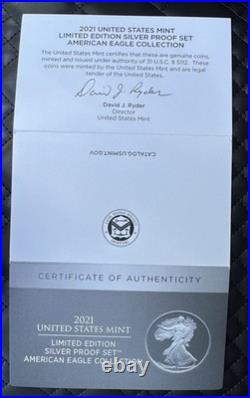 2021 UNITED STATES MINT
LIMITED EDITION SILVER PROOF SET
AMERICAN EAGLE COLLECTION
The United States Mint certifies that these are genuine coins,
minted and issued under authority of 31 U.S.C. § 5112. These
coins were minted by the United States Mint and are legal
tender of the United States.
David J. Ryder
David J. Ryder
Director
United States Mint
CATALOG.USMINT.GOV
CERTIFICATE OF AUTHENTICITY
2021
UNITED STATES MINT
LIMITED EDITION
SILVER PROOF SET™
AMERICAN EAGLE COLLECTION